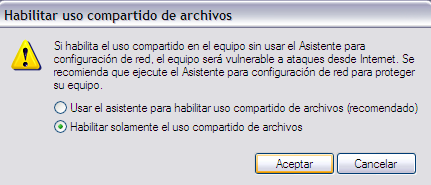 Habilitar uso compartido de archivos
Si habilita el uso compartido en el equipo sin usar el Asistente para
configuración de red, el equipo será vulnerable a ataques desde Internet. Se
recomienda que ejecute el Asistente para configuración de red para proteger
su equipo.
Usar el asistente para habilitar uso compartido de archivos (recomendado)
Habilitar solamente el uso compartido de archivos
Aceptar
Cancelar